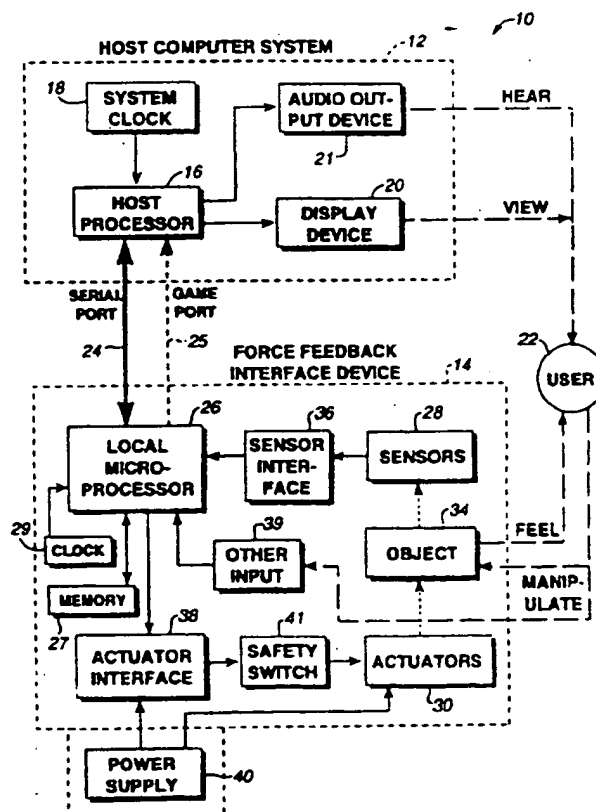 10
HOST COMPUTER SYSTEM
12
18
SYSTEM
CLOCK
AUDIO OUT-
PUT DEVICE
21
HEAR
16
HOST
PROCESSOR
20
DISPLAY
DEVICE
VIEW
SERIAL
PORT
24
GAME
PORT
25
22
USER
FORCE FEEDBACK
INTERFACE DEVICE
14
26
LOCAL
MICRO-
PROCESSOR
36
SENSOR
INTER-
FACE
28
SENSORS
29
CLOCK
39
OTHER
INPUT
34
OBJECT
FEEL
MANIP-
ULATE
MEMORY
27
38
ACTUATOR
INTERFACE
41
SAFETY
SWITCH
ACTUATORS
30
POWER
SUPPLY
40